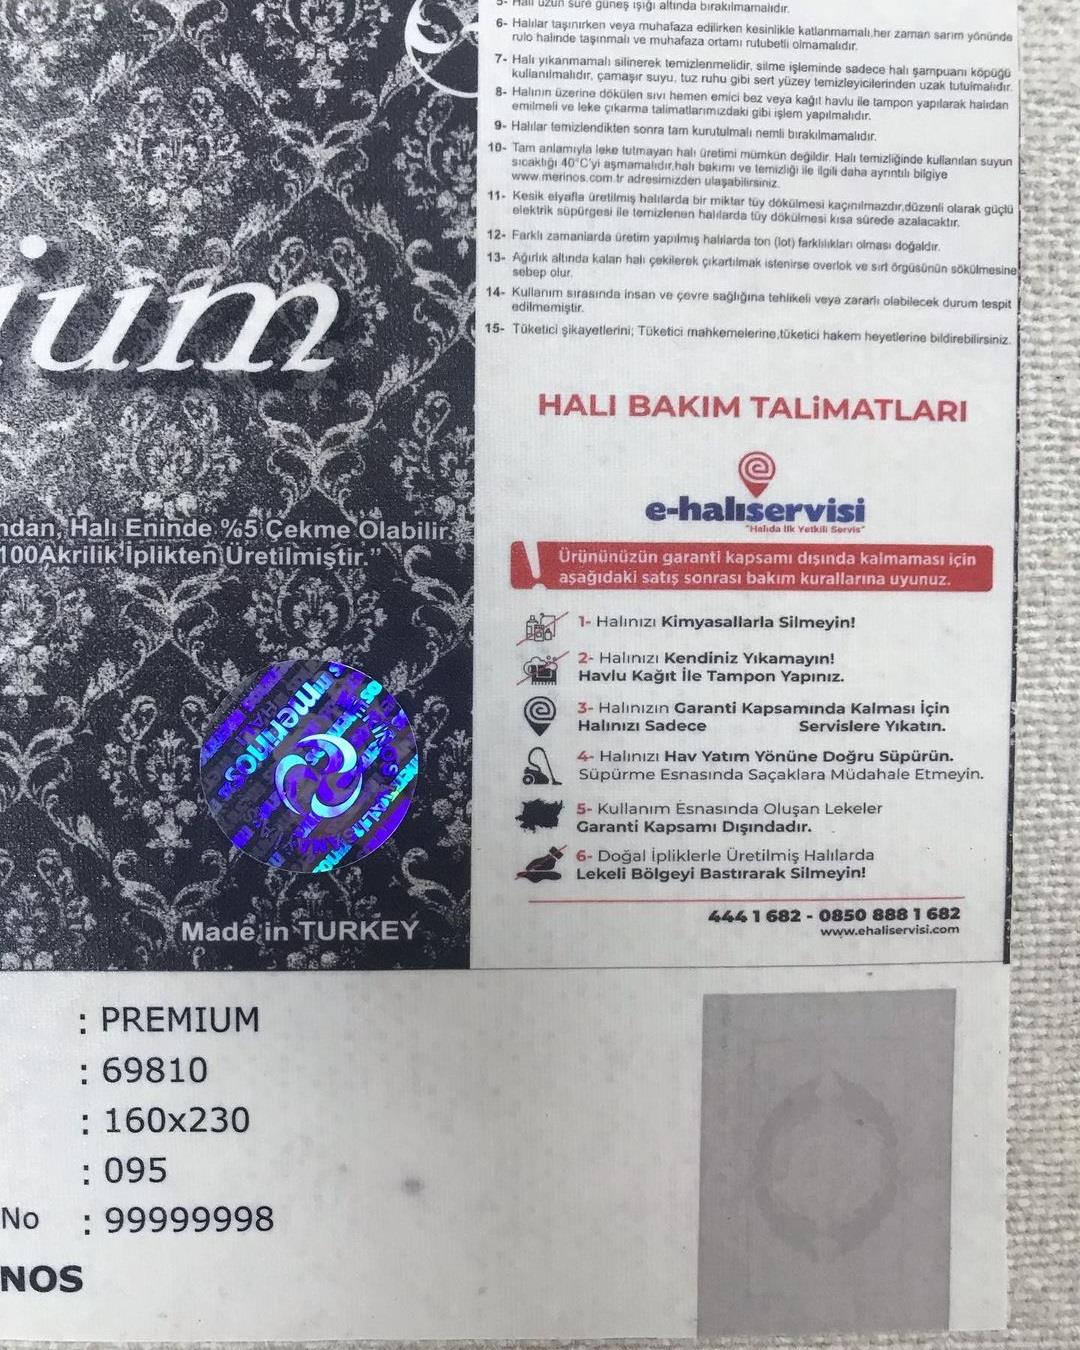 5- Halı uzun süre güneş ışığı altında bırakılmamalıdır.
6- Halılar taşınırken veya muhafaza edilirken kesinlikle katlanmamalı,her zaman sarım yönünde
rulo halinde taşınmalı ve muhafaza ortamı rutubetli olmamalıdır.
7- Halı yıkanmamalı silinerek temizlenmelidir, silme işleminde sadece halı şampuanı köpüğü
kullanılmalıdır, çamaşır suyu, tuz ruhu gibi sert yüzey temizleyicilerinden uzak tutulmalıdır.
8- Halının üzerine dökülen sıvı hemen emici bez veya kağıt havlu ile tampon yapılarak halıdan
emilmeli ve leke çıkarma talimatlarımızdaki gibi işlem yapılmalıdır.
9- Halılar temizlendikten sonra tam kurutulmalı nemli bırakılmamalıdır.
10- Tam anlamıyla leke tutmayan halı üretimi mümkün değildir. Halı temizliğinde kullanılan suyun
sıcaklığı 40°C'yi aşmamalıdır,halı bakımı ve temizliği ile ilgili daha ayrıntılı bilgiye
www.merinos.com.tr adresimizden ulaşabilirsiniz.
11- Kesik elyafla üretilmiş halılarda bir miktar tüy dökülmesi kaçınılmazdır,düzenli olarak güçlü
elektrik süpürgesi ile temizlenen halılarda tüy dökülmesi kısa sürede azalacaktır.
12- Farklı zamanlarda üretim yapılmış halılarda ton (lot) farklılıkları olması doğaldır.
13- Ağırlık altında kalan halı çekilerek çıkartılmak istenirse overlok ve sırt örgüsünün sökülmesine
sebep olur.
14- Kullanım sırasında insan ve çevre sağlığına tehlikeli veya zararlı olabilecek durum tespit
edilmemiştir.
15- Tüketici şikayetlerini; Tüketici mahkemelerine,tüketici hakem heyetlerine bildirebilirsiniz.
ium
ndan, Halı Eninde %5 Çekme Olabilir.
100Akrilik İplikten Üretilmiştir."
merinos
HALI
MERİNOS
Made in TURKEY
HALI BAKIM TALİMATLARI
e-halıservisi
"Halıda İlk Yetkili Servis"
Ürününüzün garanti kapsamı dışında kalmaması için
aşağıdaki satış sonrası bakım kurallarına uyunuz.
1- Halınızı Kimyasallarla Silmeyin!
2- Halınızı Kendiniz Yıkamayın!
Havlu Kağıt İle Tampon Yapınız.
3- Halınızın Garanti Kapsamında Kalması İçin
Halınızı Sadece Servislere Yıkatın.
4- Halınızı Hav Yatım Yönüne Doğru Süpürün.
Süpürme Esnasında Saçaklara Müdahale Etmeyin.
5- Kullanım Esnasında Oluşan Lekeler
Garanti Kapsamı Dışındadır.
6- Doğal İpliklerle Üretilmiş Halılarda
Lekeli Bölgeyi Bastırarak Silmeyin!
444 1 682 - 0850 888 1 682
www.ehaliservisi.com
: PREMIUM
: 69810
: 160x230
: 095
No : 99999998
NOS